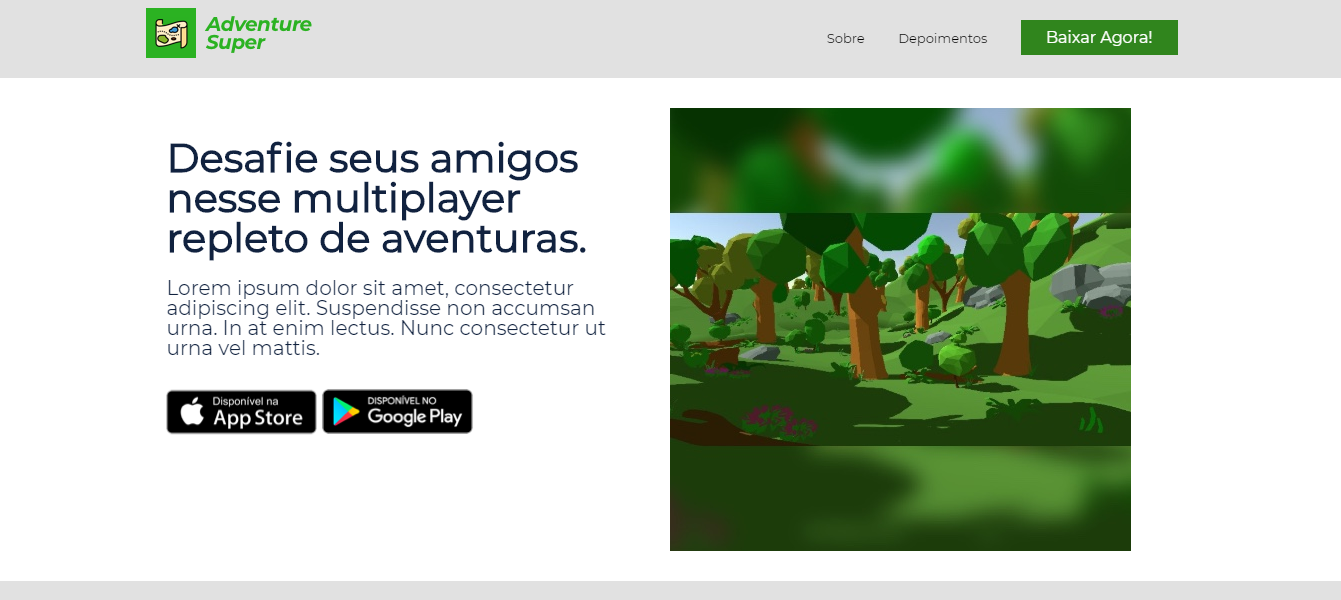 Adventure
Super
Sobre
Depoimentos
Baixar Agora!
Desafie seus amigos
nesse multiplayer
repleto de aventuras.
Lorem ipsum dolor sit amet, consectetur
adipiscing elit. Suspendisse non accumsan
urna. In at enim lectus. Nunc consectetur ut
urna vel mattis.
Disponível na
App Store
DISPONÍVEL NO
Google Play